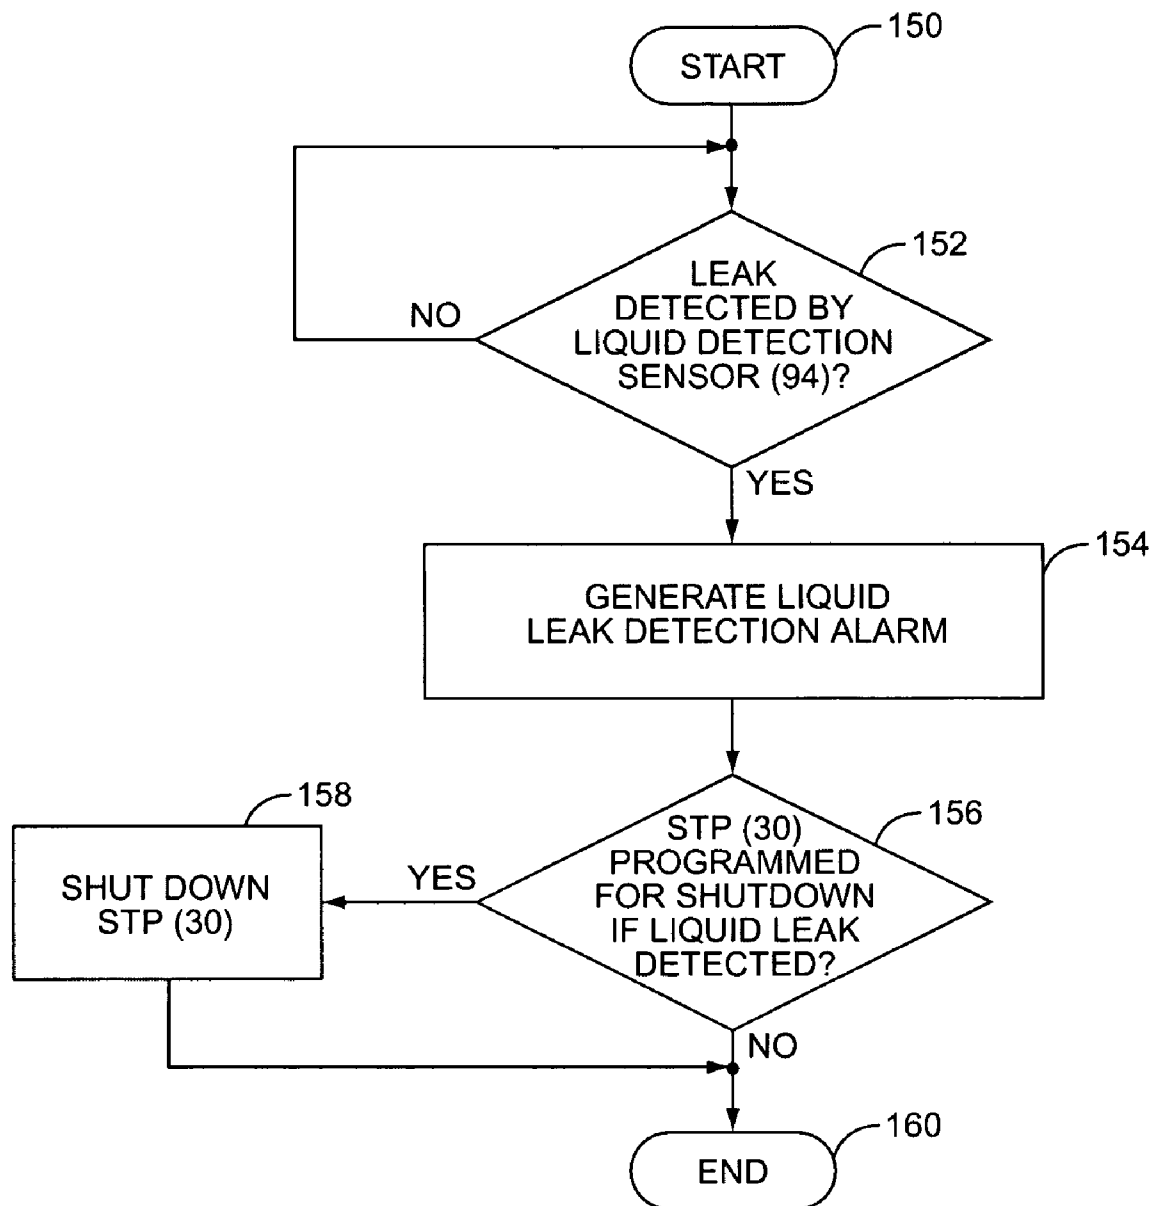 150
START
152
LEAK
DETECTED BY
LIQUID DETECTION
SENSOR (94)?
NO
YES
154
GENERATE LIQUID
LEAK DETECTION ALARM
156
STP (30)
PROGRAMMED
FOR SHUTDOWN
IF LIQUID LEAK
DETECTED?
YES
158
SHUT DOWN
STP (30)
NO
160
END